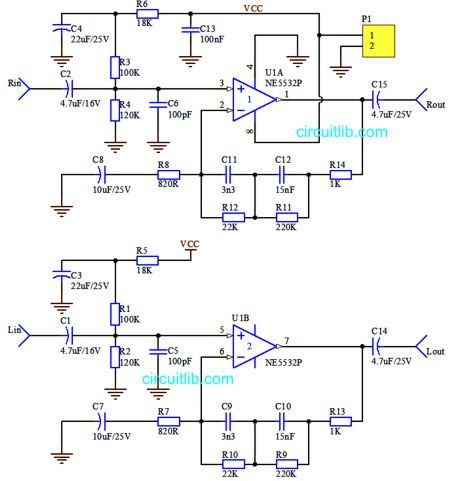 R6 VCC P1
18K
C4
22uF/25V
C13
100nF
1
2
R3
100K
Rin
C2
4.7uF/16V
R4
120K
C6
100pF
4
3
2
1
8
U1A
NE5532P
1
C15
4.7uF/25V
Rout
circuitlib.com
C8
10uF/25V
R8
820R
C11
3n3
C12
15nF
R14
1K
R12
22K
R11
220K
R5
18K
VCC
C3
22uF/25V
R1
100K
Lin
C1
4.7uF/16V
R2
120K
C5
100pF
U1B
5
6
2
7
NE5532P
C14
4.7uF/25V
Lout
circuitlib.com
C7
10uF/25V
R7
820R
C9
3n3
C10
15nF
R13
1K
R10
22K
R9
220K